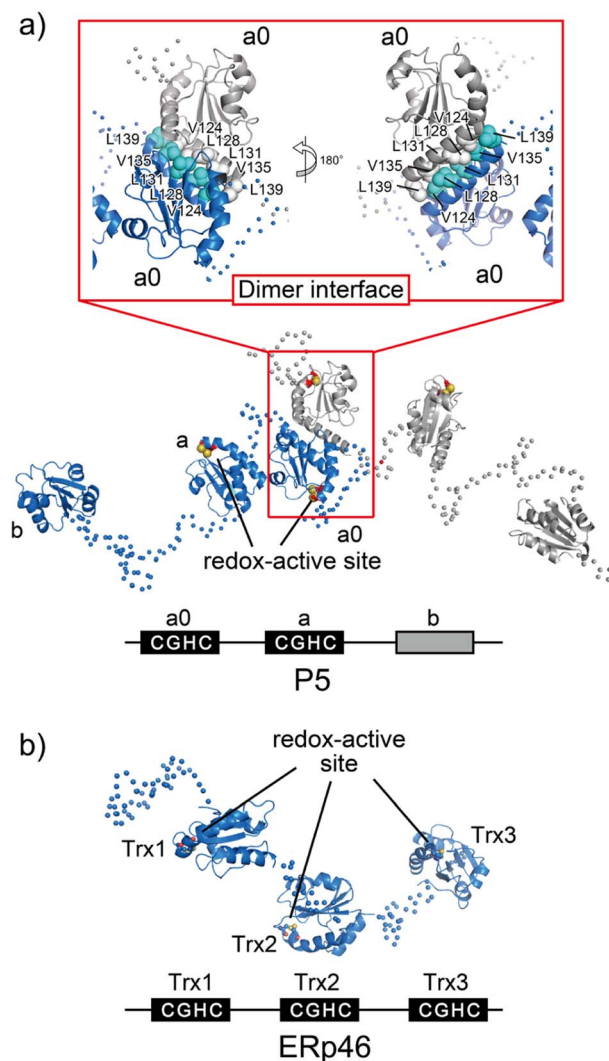 a)
a0
a0
L139
V124
L128
V135
L131
L131
V135
L128
V124
L139
180°
V124
L128
L139
L131
V135
V135
L131
L139
L128
V124
a0
a0
Dimer interface
a
b
a0
redox-active site
a0 a b
CGHC CGHC
P5
b)
redox-active
site
Trx1
Trx3
Trx2
Trx1 Trx2 Trx3
CGHC CGHC CGHC
ERp46